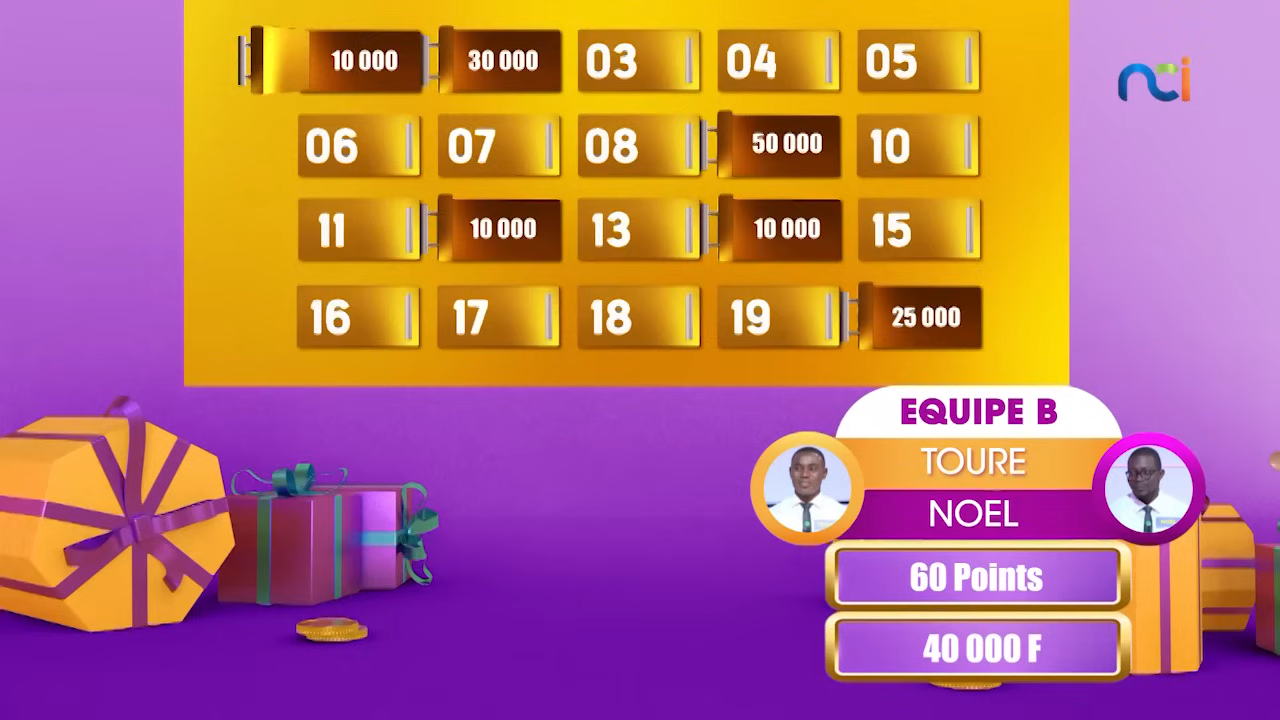 10 000 30 000 03 04 05
06 07 08 50 000 10
11 10 000 13 10 000 15
16 17 18 19 25 000
nci
EQUIPE B
TOURE
NOEL
60 Points
40 000 F